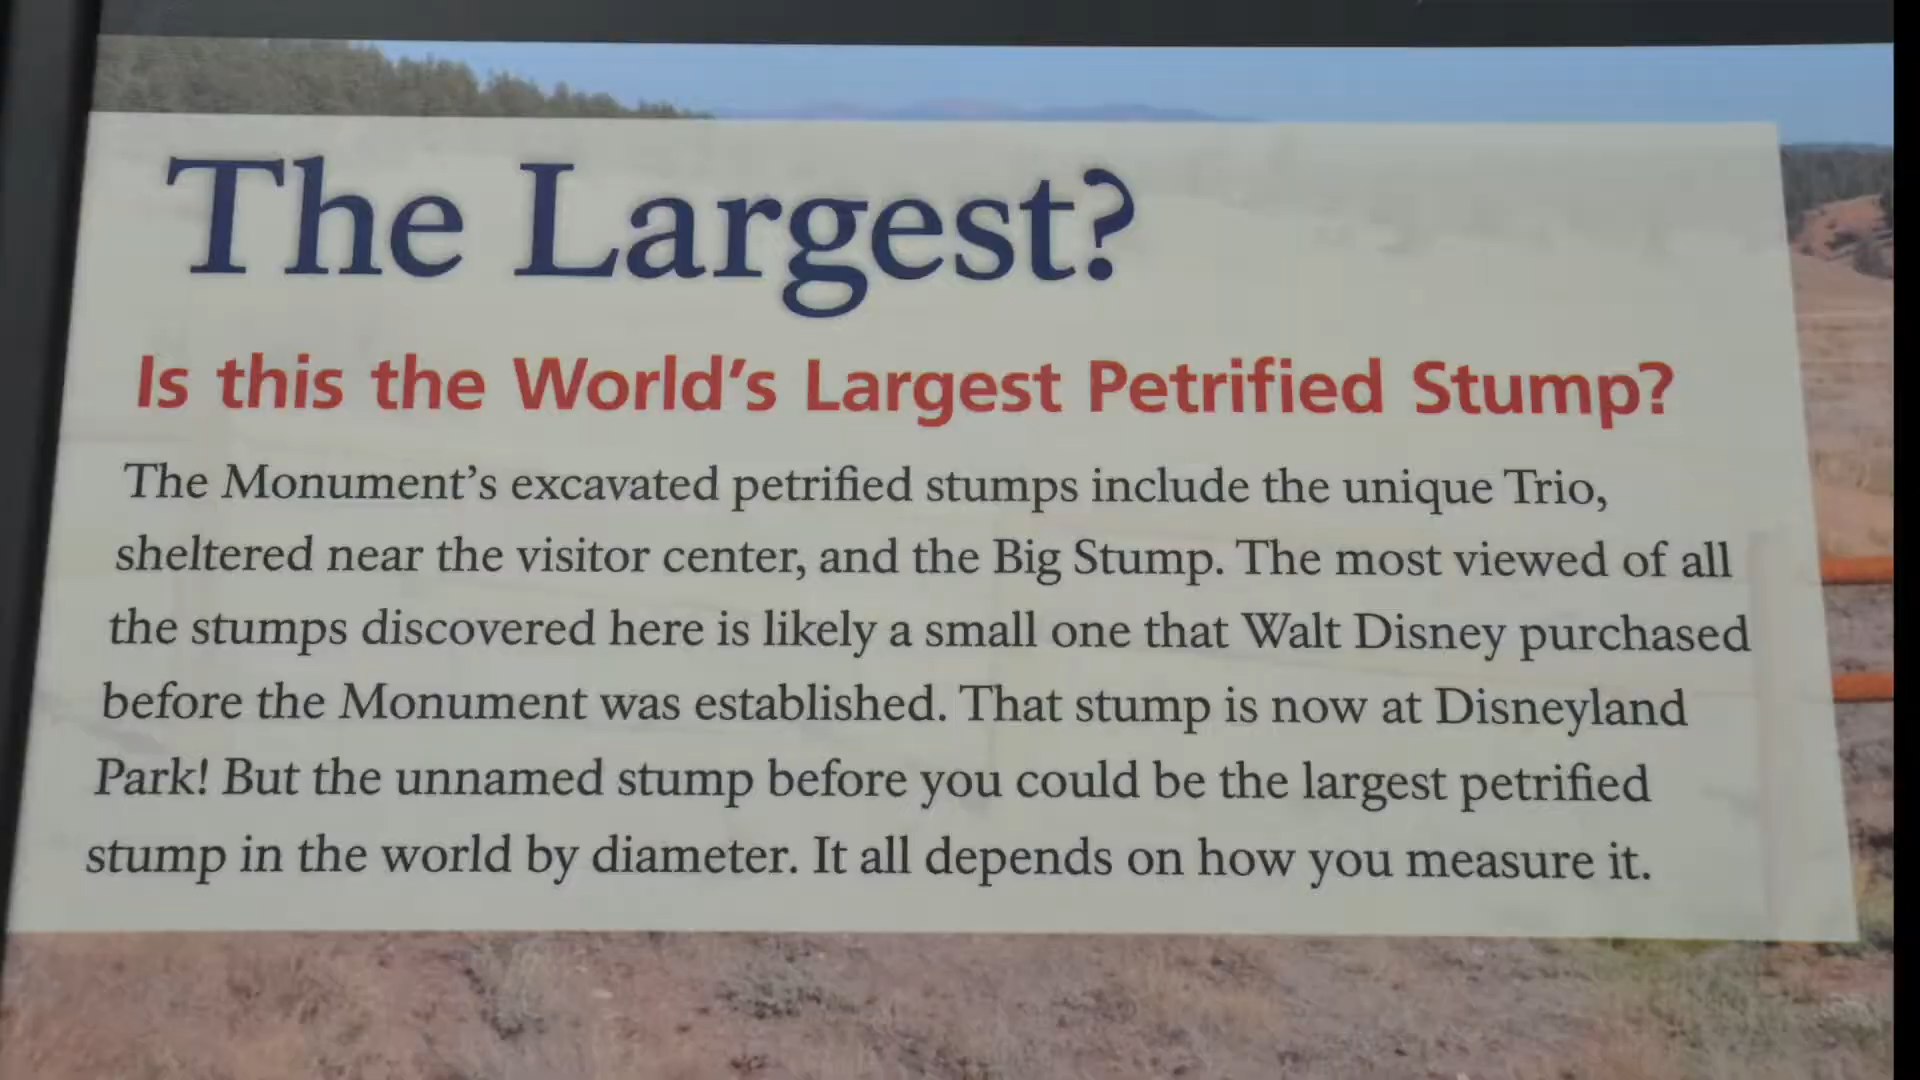 The Largest?
Is this the World's Largest Petrified Stump?
The Monument's excavated petrified stumps include the unique Trio,
sheltered near the visitor center, and the Big Stump. The most viewed of all
the stumps discovered here is likely a small one that Walt Disney purchased
before the Monument was established. That stump is now at Disneyland
Park! But the unnamed stump before you could be the largest petrified
stump in the world by diameter. It all depends on how you measure it.